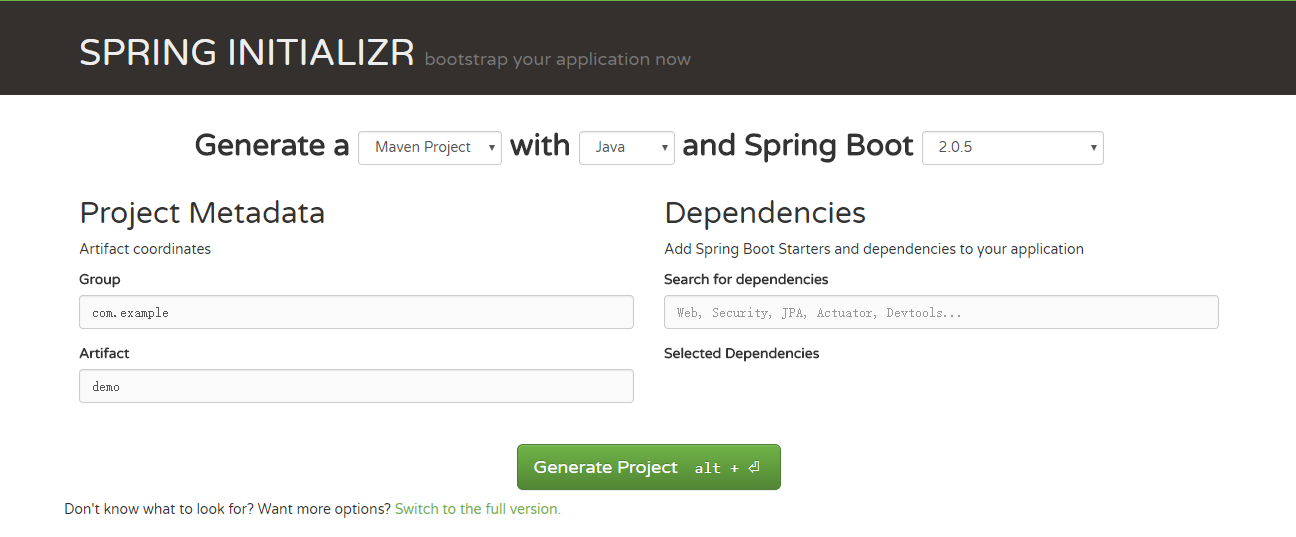 SPRING INITIALIZR bootstrap your application now
Generate a Maven Project with Java and Spring Boot 2.0.5
Project Metadata
Artifact coordinates
Group
com.example
Artifact
demo
Dependencies
Add Spring Boot Starters and dependencies to your application
Search for dependencies
Web, Security, JPA, Actuator, Devtools...
Selected Dependencies
Generate Project alt + ⏎
Don't know what to look for? Want more options? Switch to the full version.